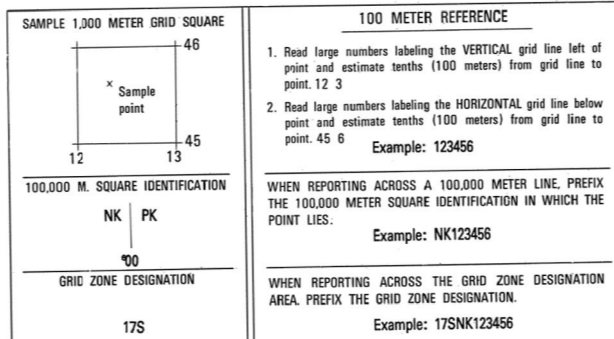 SAMPLE 1,000 METER GRID SQUARE
46
x Sample
point
45
12 13
100,000 M. SQUARE IDENTIFICATION
NK PK
⁰00
GRID ZONE DESIGNATION
17S
100 METER REFERENCE
1. Read large numbers labeling the VERTICAL grid line left of
point and estimate tenths (100 meters) from grid line to
point. 12 3
2. Read large numbers labeling the HORIZONTAL grid line below
point and estimate tenths (100 meters) from grid line to
point. 45 6
Example: 123456
WHEN REPORTING ACROSS A 100,000 METER LINE, PREFIX
THE 100,000 METER SQUARE IDENTIFICATION IN WHICH THE
POINT LIES.
Example: NK123456
WHEN REPORTING ACROSS THE GRID ZONE DESIGNATION
AREA. PREFIX THE GRID ZONE DESIGNATION.
Example: 17SNK123456